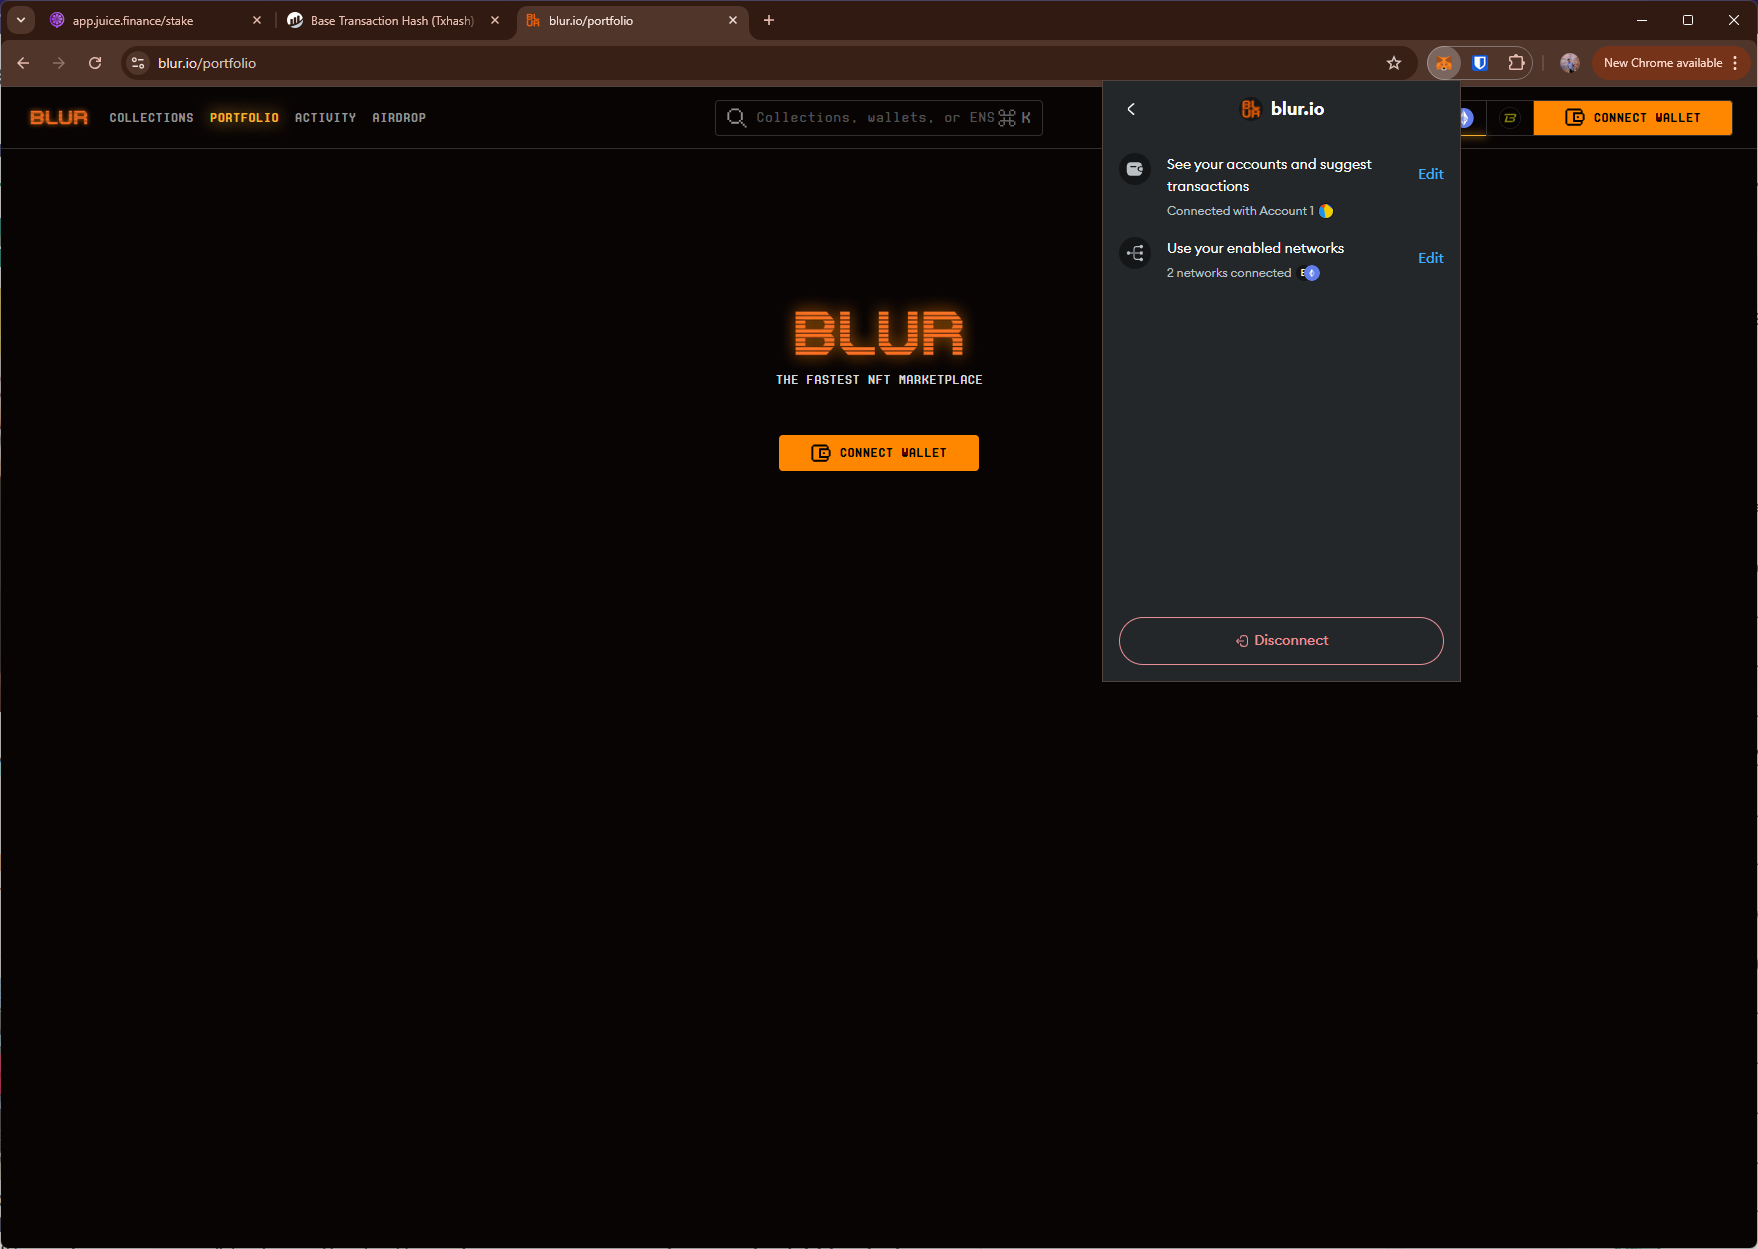 app.juice.finance/stake
Base Transaction Hash (Txhash)
blur.io/portfolio
blur.io/portfolio
New Chrome available
BLUR
COLLECTIONS
PORTFOLIO
ACTIVITY
AIRDROP
Collections, wallets, or ENS
⌘ K
CONNECT WALLET
blur.io
See your accounts and suggest
transactions
Edit
Connected with Account 1
Use your enabled networks
Edit
2 networks connected
Disconnect
BLUR
THE FASTEST NFT MARKETPLACE
CONNECT WALLET